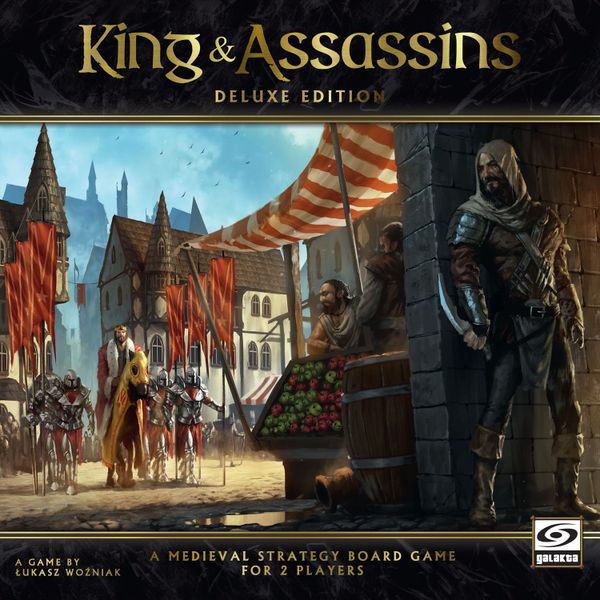 King & Assassins
DELUXE EDITION
A GAME BY
ŁUKASZ WOŹNIAK
A MEDIEVAL STRATEGY BOARD GAME
FOR 2 PLAYERS
galakta